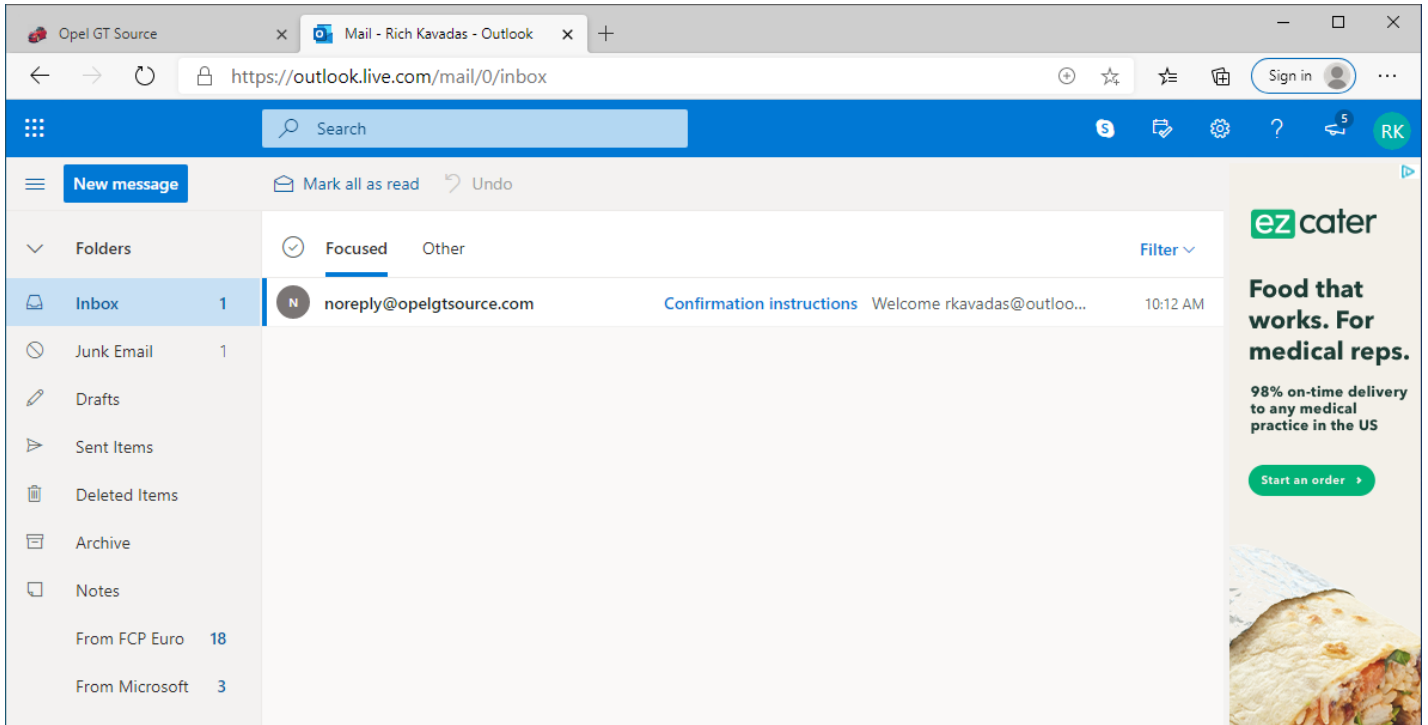 Opel GT Source
Mail - Rich Kavadas - Outlook
https://outlook.live.com/mail/0/inbox
Sign in
Search
5
RK
New message
Mark all as read
Undo
Folders
Focused
Other
Filter
Inbox 1
N
noreply@opelgtsource.com
Confirmation instructions
Welcome rkavadas@outloo...
10:12 AM
Junk Email 1
Drafts
Sent Items
Deleted Items
Archive
Notes
From FCP Euro 18
From Microsoft 3
ez cater
Food that
works. For
medical reps.
98% on-time delivery
to any medical
practice in the US
Start an order